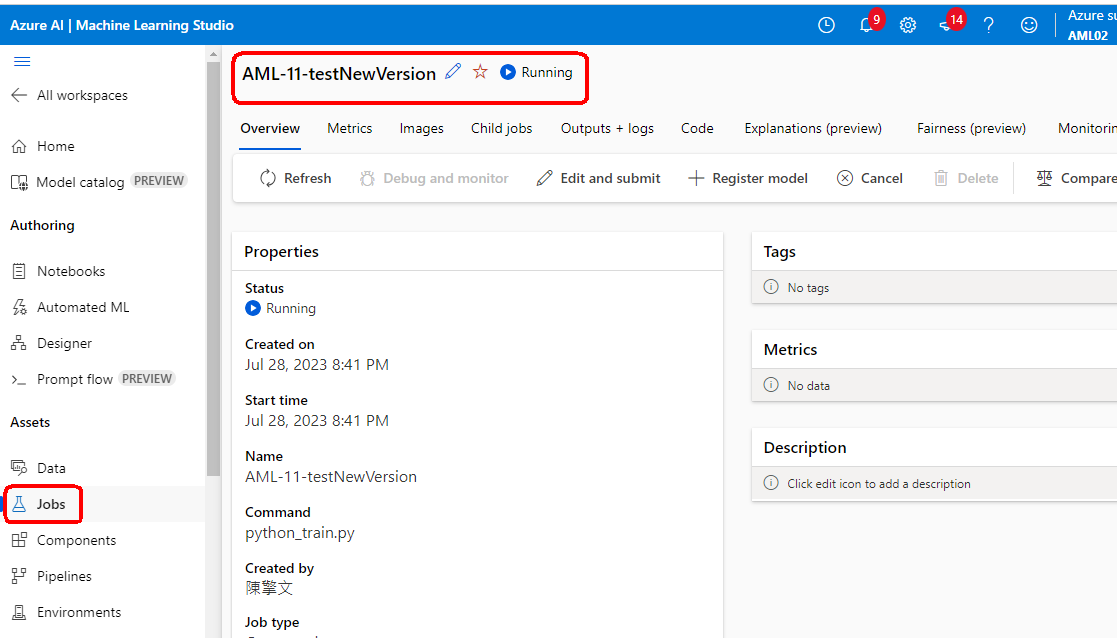 Azure AI | Machine Learning Studio
9
14
Azure su
AML02
All workspaces
Home
Model catalog PREVIEW
Authoring
Notebooks
Automated ML
Designer
Prompt flow PREVIEW
Assets
Data
Jobs
Components
Pipelines
Environments
AML-11-testNewVersion Running
Overview Metrics Images Child jobs Outputs + logs Code Explanations (preview) Fairness (preview) Monitorin
Refresh Debug and monitor Edit and submit Register model Cancel Delete Compare
Properties
Status
Running
Created on
Jul 28, 2023 8:41 PM
Start time
Jul 28, 2023 8:41 PM
Name
AML-11-testNewVersion
Command
python_train.py
Created by
陳擎文
Job type
Tags
No tags
Metrics
No data
Description
Click edit icon to add a description